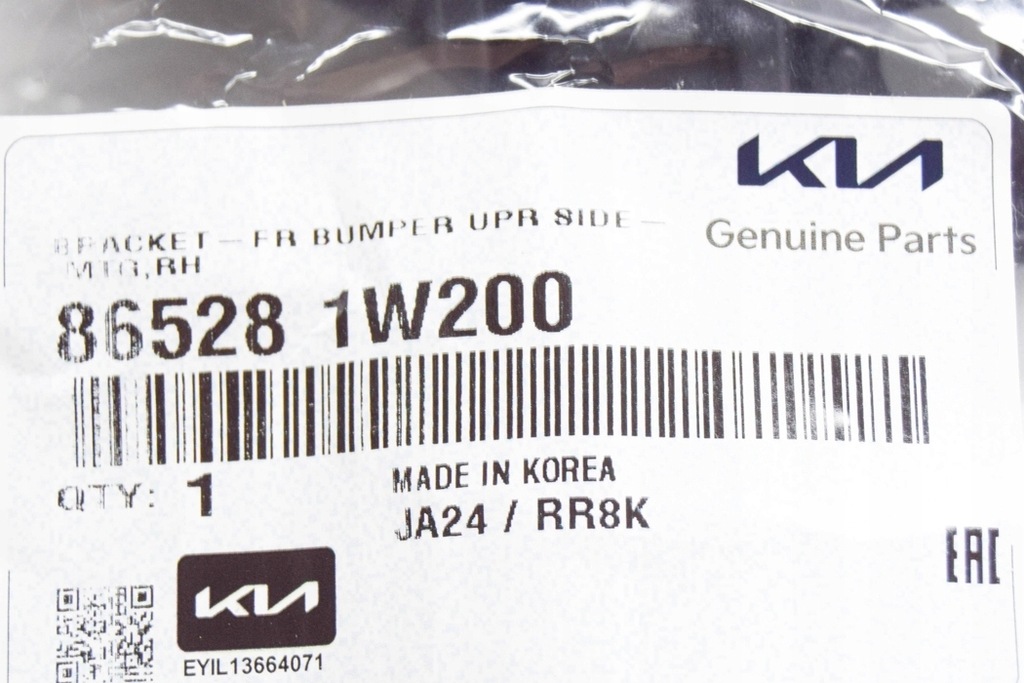 KIA
Genuine Parts
BRACKET-FR BUMPER UPR SIDE-
MTG,RH
86528 1W200
QTY: 1
MADE IN KOREA
JA24 / RR8K
EAC
KIA
EYIL13664071